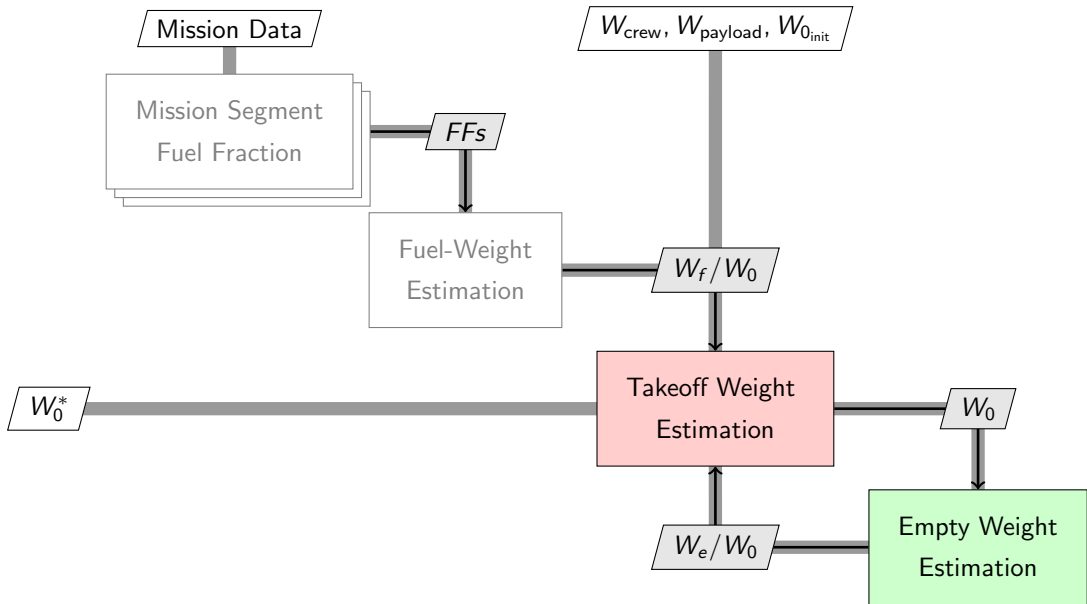 Mission Data
W_crew, W_payload, W_0_init
Mission Segment
Fuel Fraction
FFs
Fuel-Weight
Estimation
W_f/W_0
Takeoff Weight
Estimation
W_0^*
W_0
W_e/W_0
Empty Weight
Estimation